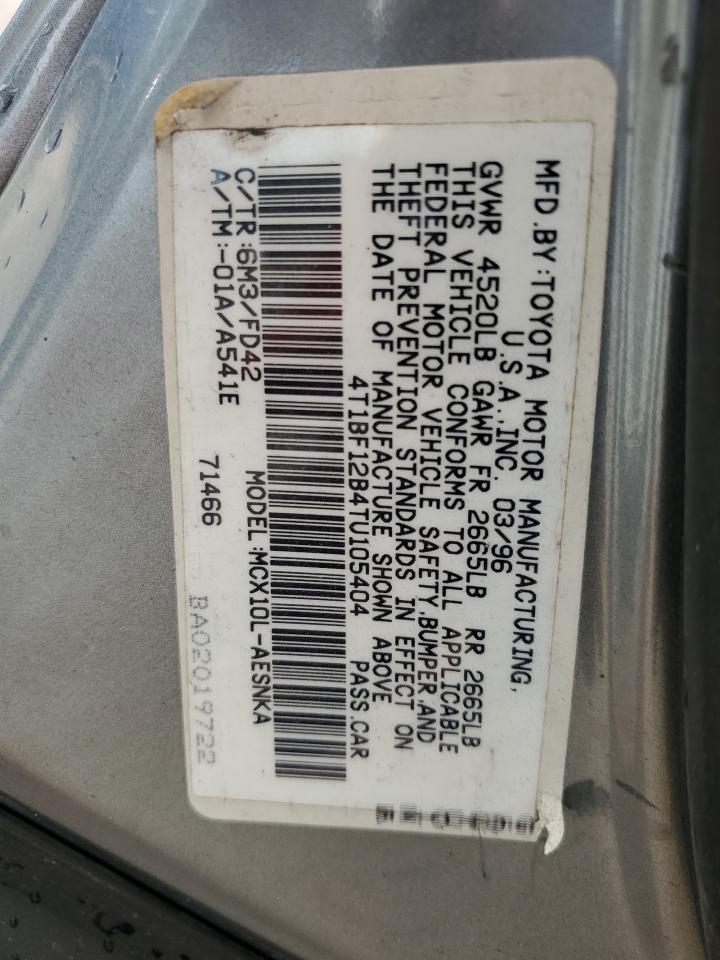 MFD.BY:TOYOTA MOTOR MANUFACTURING,
U.S.A.,INC. 03/96
GVWR 4520LB GAWR FR 2665LB RR 2665LB
THIS VEHICLE CONFORMS TO ALL APPLICABLE
FEDERAL MOTOR VEHICLE SAFETY,BUMPER,AND
THEFT PREVENTION STANDARDS IN EFFECT ON
THE DATE OF MANUFACTURE SHOWN ABOVE
4T1BF12B4TU105404 PASS.CAR
C/TR:6M3/FD42 MODEL:MCX10L-AESNKA
A/TM:-01A/A541E 71466
BA02019722